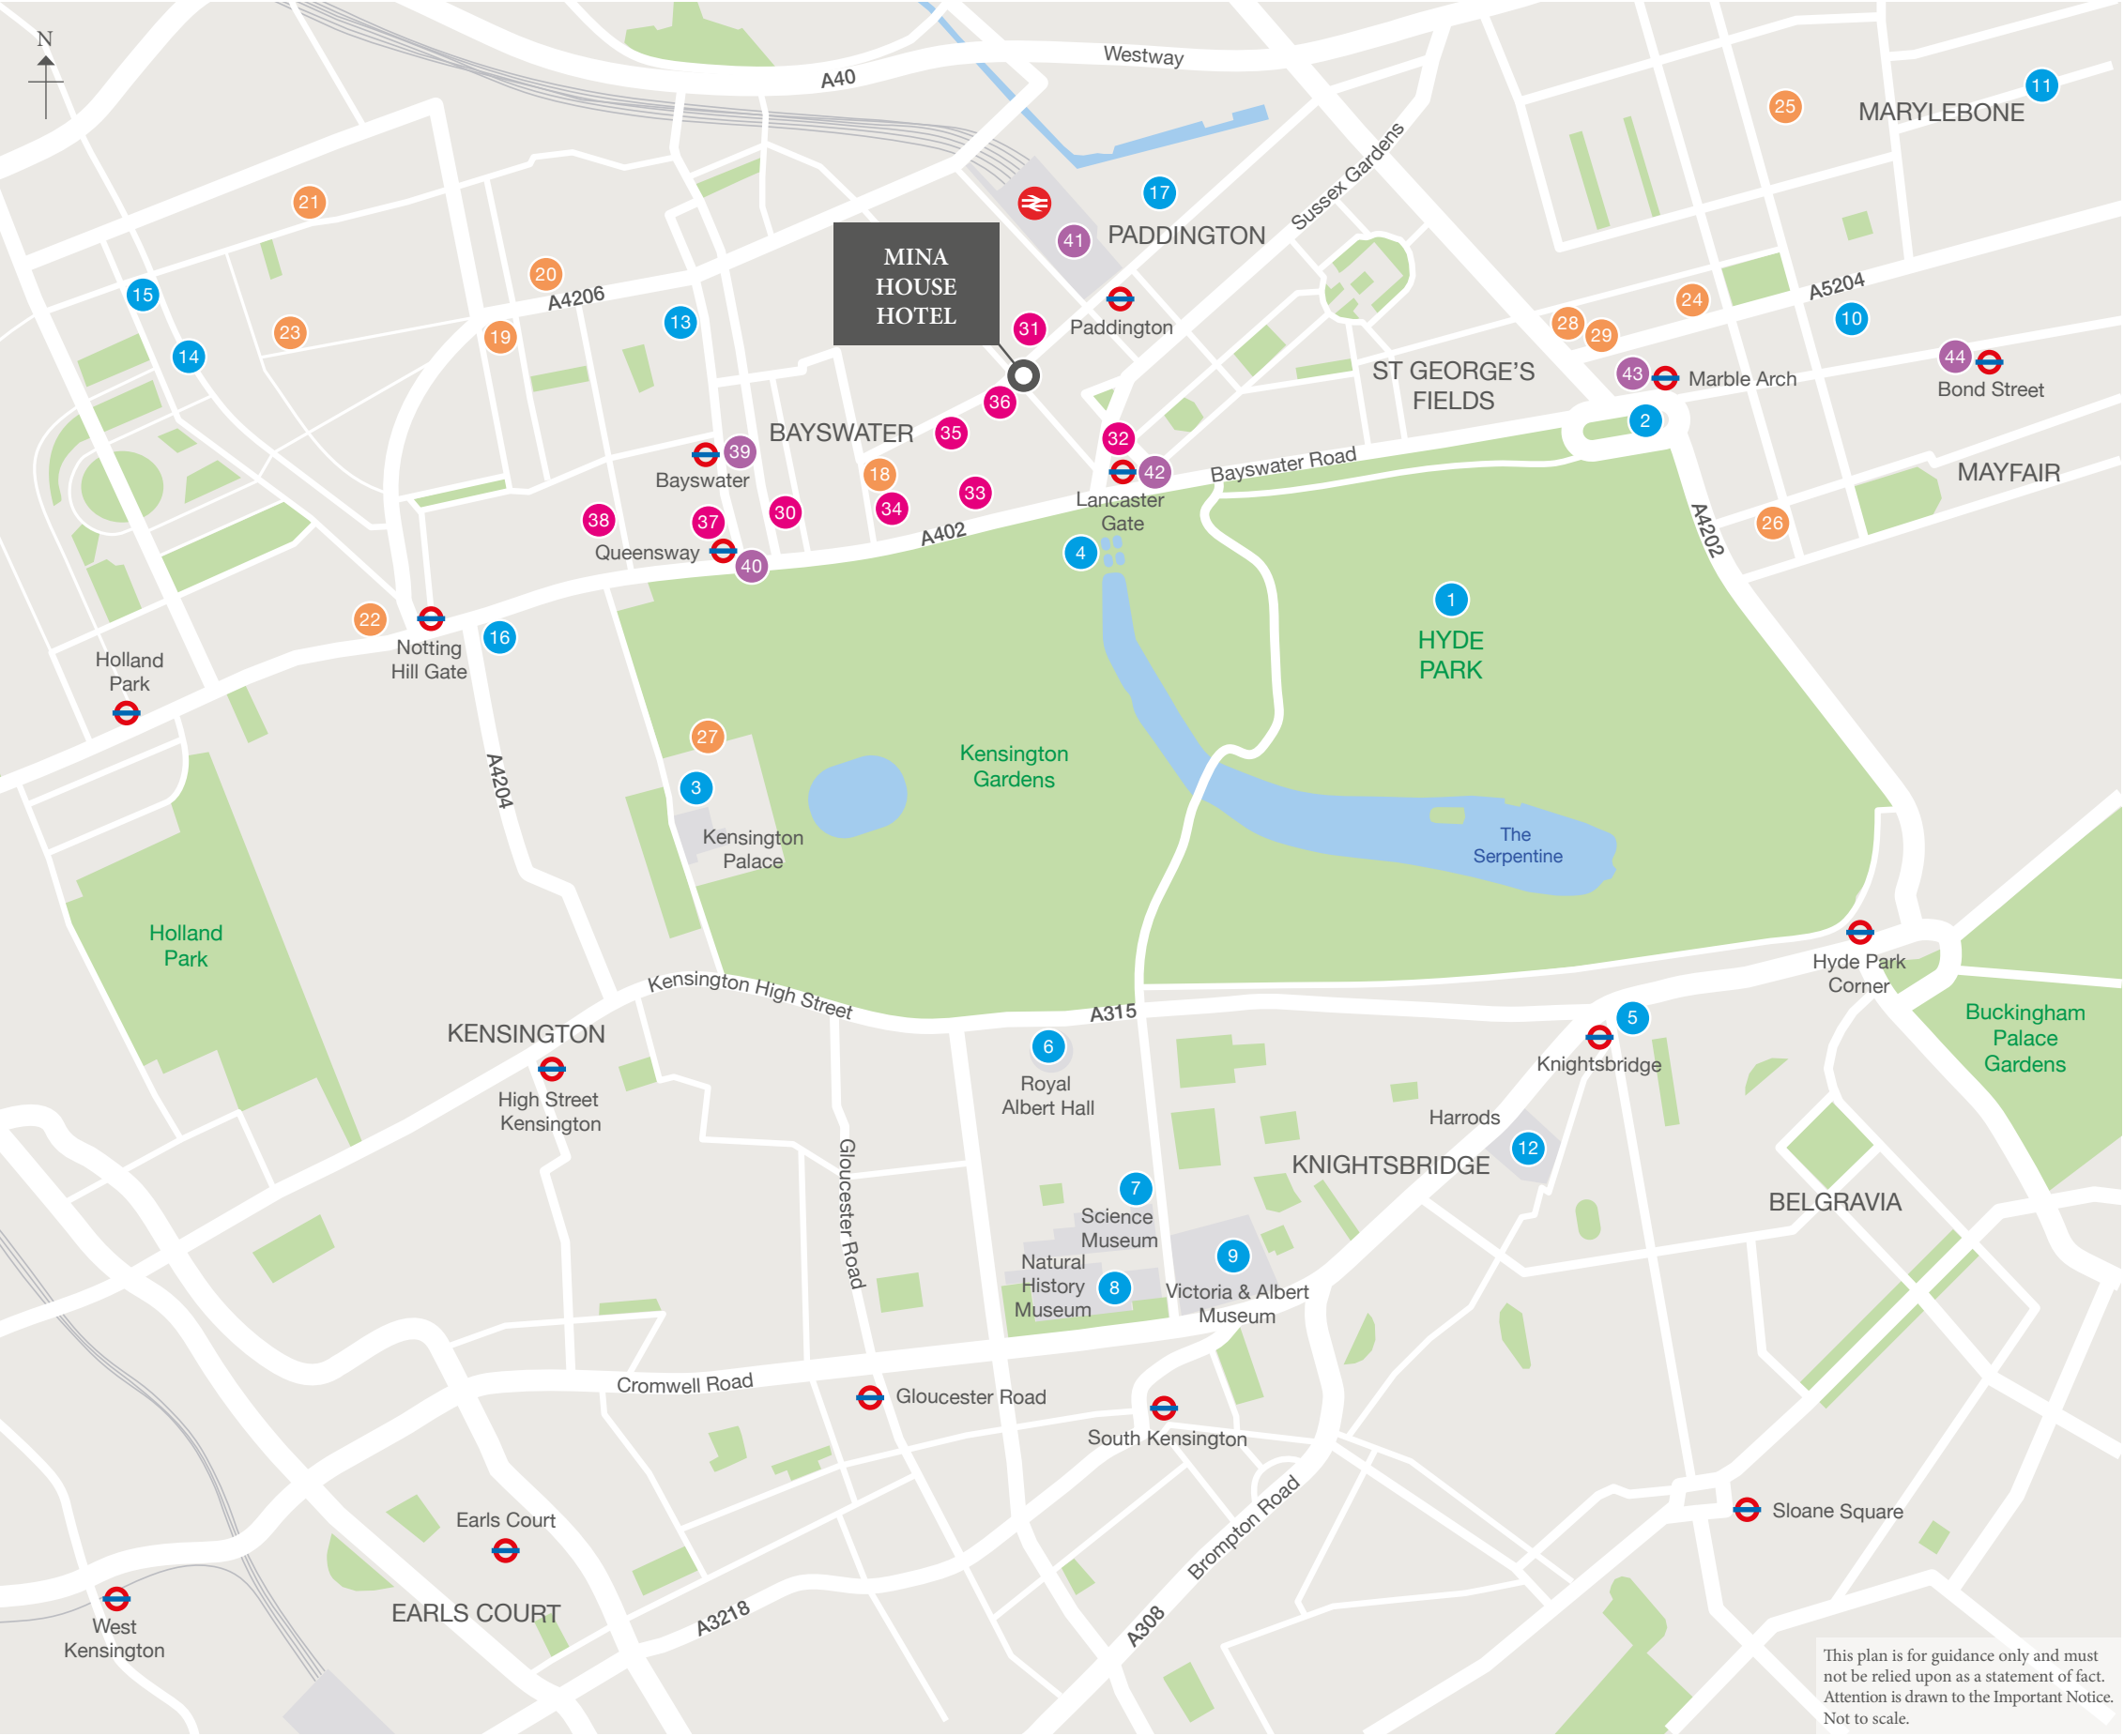 N
Westway
A40
11
25
MARYLEBONE
Sussex Gardens
17
21
41
PADDINGTON
MINA
HOUSE
HOTEL
20
A4206
15
13
31
Paddington
A5204
24
10
28
29
23
19
14
44
Bond Street
43
Marble Arch
ST GEORGE'S
FIELDS
36
2
BAYSWATER
35
32
39
Bayswater
18
42
Bayswater Road
Lancaster
Gate
MAYFAIR
33
34
30
38
37
Queensway
40
A402
4
A4202
26
1
HYDE
PARK
22
Notting
Hill Gate
16
Holland
Park
27
3
Kensington
Palace
Kensington
Gardens
A4204
The
Serpentine
Holland
Park
Hyde Park
Corner
Kensington High Street
A315
5
Knightsbridge
Buckingham
Palace
Gardens
KENSINGTON
High Street
Kensington
6
Royal
Albert Hall
Harrods
12
KNIGHTSBRIDGE
Gloucester Road
7
Science
Museum
BELGRAVIA
9
Victoria & Albert
Museum
Natural
History
Museum
8
Cromwell Road
Gloucester Road
South Kensington
Brompton Road
Sloane Square
Earls Court
EARLS COURT
West
Kensington
A3218
A308
This plan is for guidance only and must
not be relied upon as a statement of fact.
Attention is drawn to the Important Notice.
Not to scale.